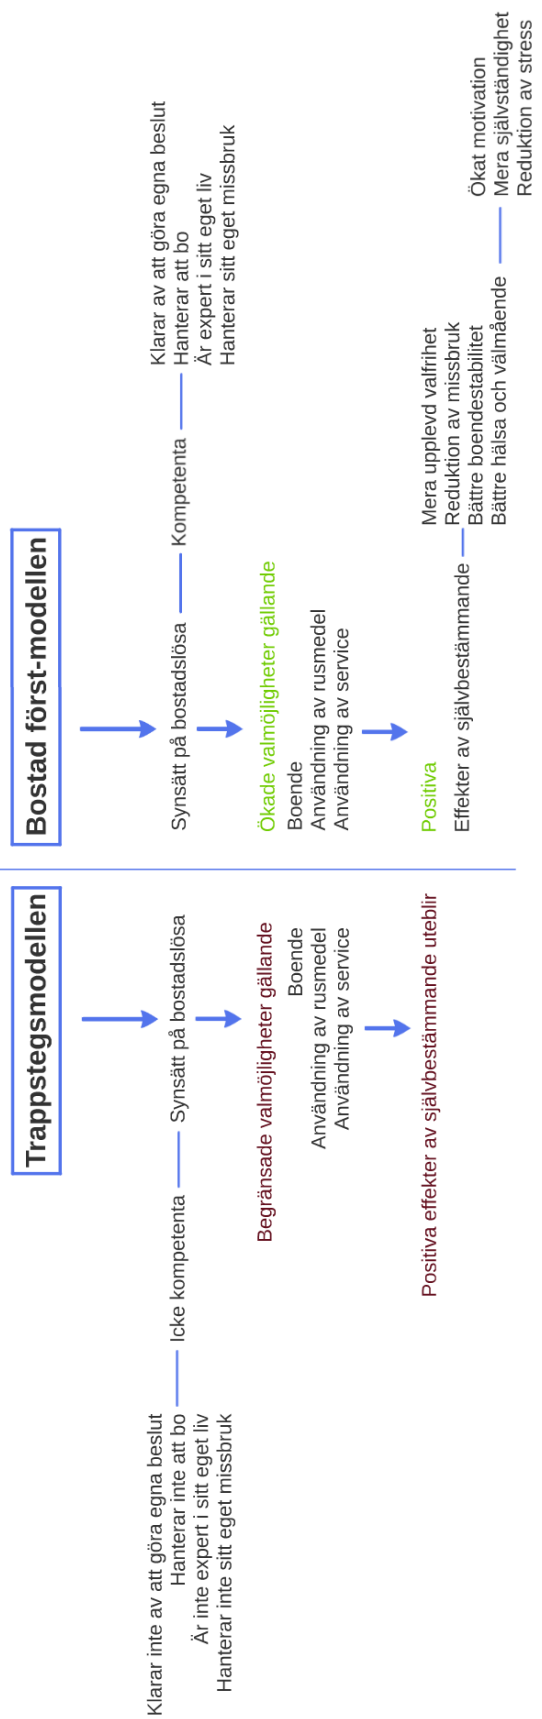 Trappstegsmodellen
Klarar inte av att göra egna beslut
Hanterar inte att bo
Är inte expert i sitt eget liv
Hanterar inte sitt eget missbruk
Icke kompetenta
Synsätt på bostadslösa
Begränsade valmöjligheter gällande
Boende
Användning av rusmedel
Användning av service
Positiva effekter av självbestämmande uteblir
Bostad först-modellen
Synsätt på bostadslösa
Kompetenta
Klarar av att göra egna beslut
Hanterar att bo
Är expert i sitt eget liv
Hanterar sitt eget missbruk
Ökade valmöjligheter gällande
Boende
Användning av rusmedel
Användning av service
Positiva
Effekter av självbestämmande
Mera upplevd valfrihet
Reduktion av missbruk
Bättre boendestabilitet
Bättre hälsa och välmående
Ökat motivation
Mera självständighet
Reduktion av stress